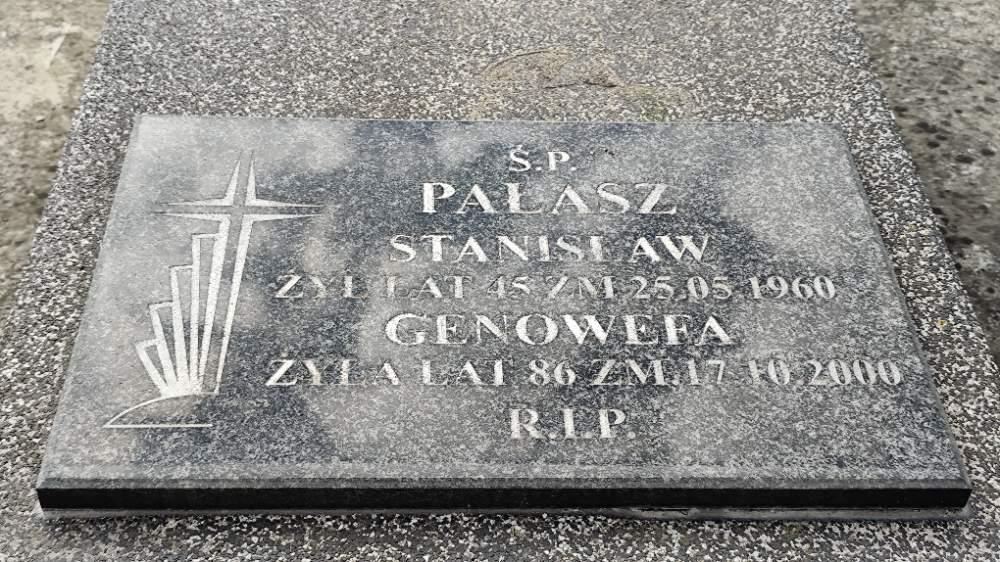 Ś.P.
PAŁASZ
STANISŁAW
ŻYŁ LAT 45 ZM.25.05.1960
GENOWEFA
ŻYŁA LAT 86 ZM.17.10.2000
R.I.P.